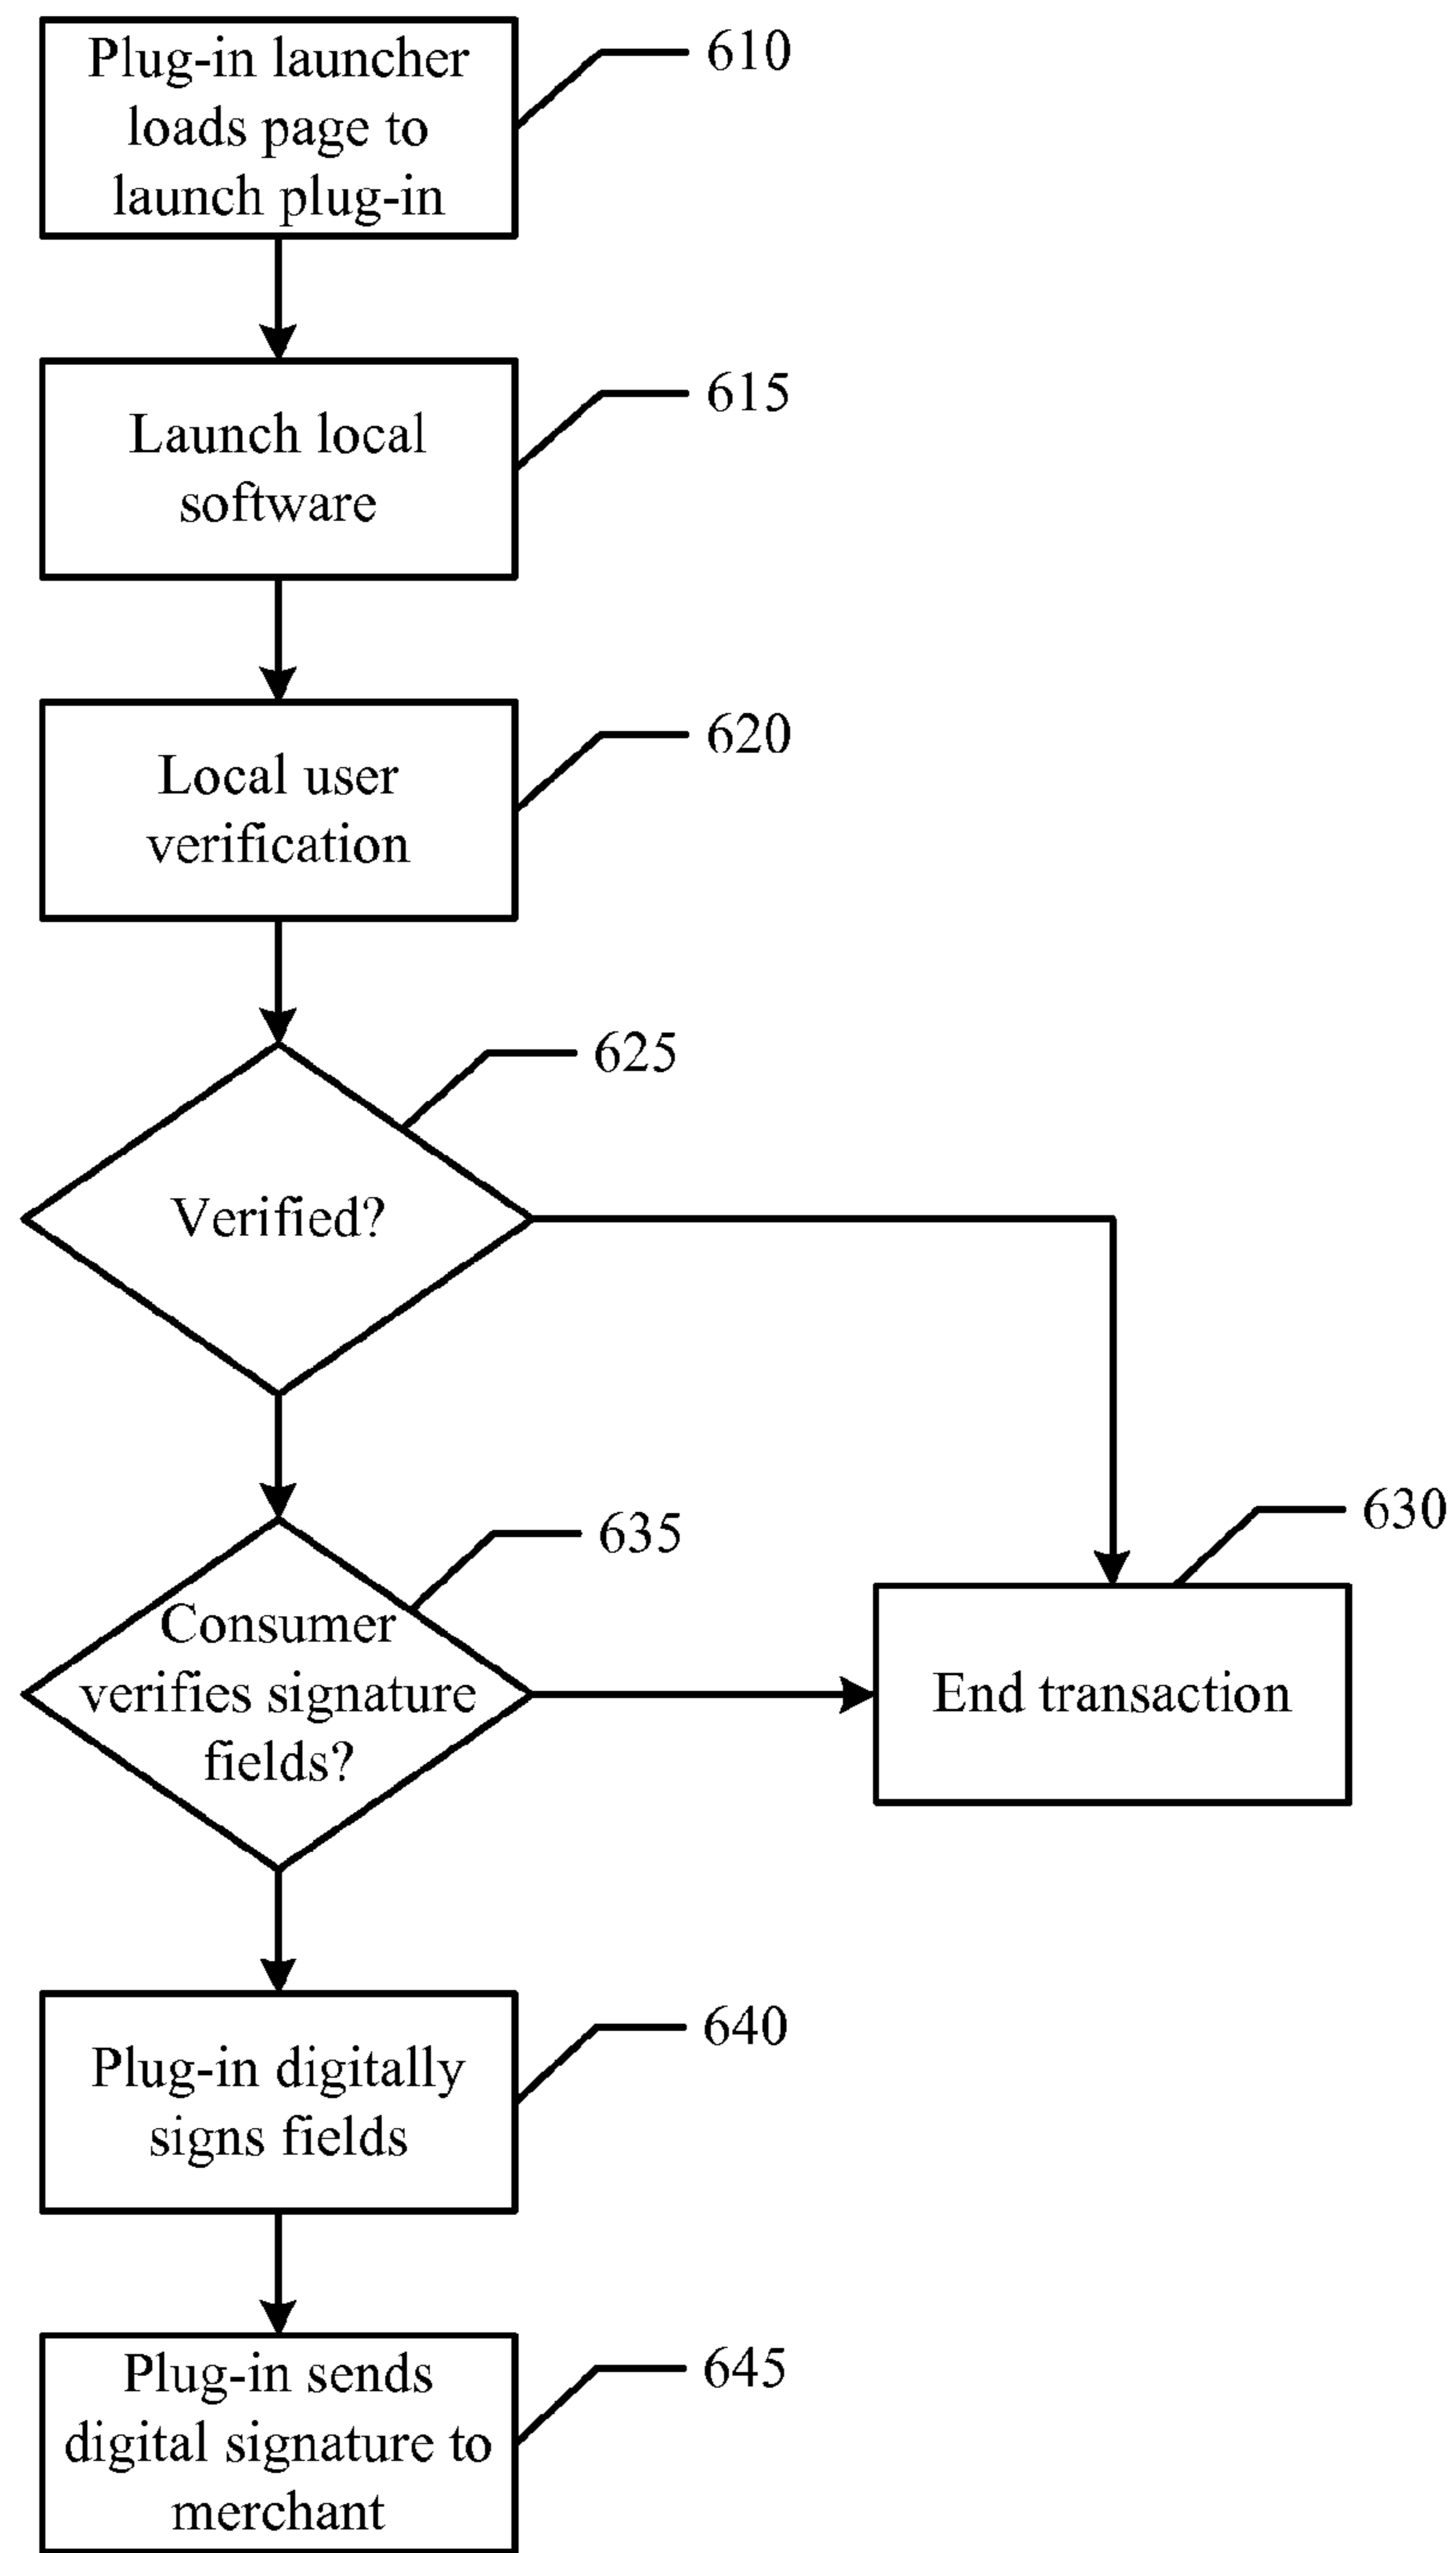 Plug-in launcher
loads page to
launch plug-in
610
Launch local
software
615
Local user
verification
620
Verified?
625
Consumer
verifies signature
fields?
635
End transaction
630
Plug-in digitally
signs fields
640
Plug-in sends
digital signature to
merchant
645